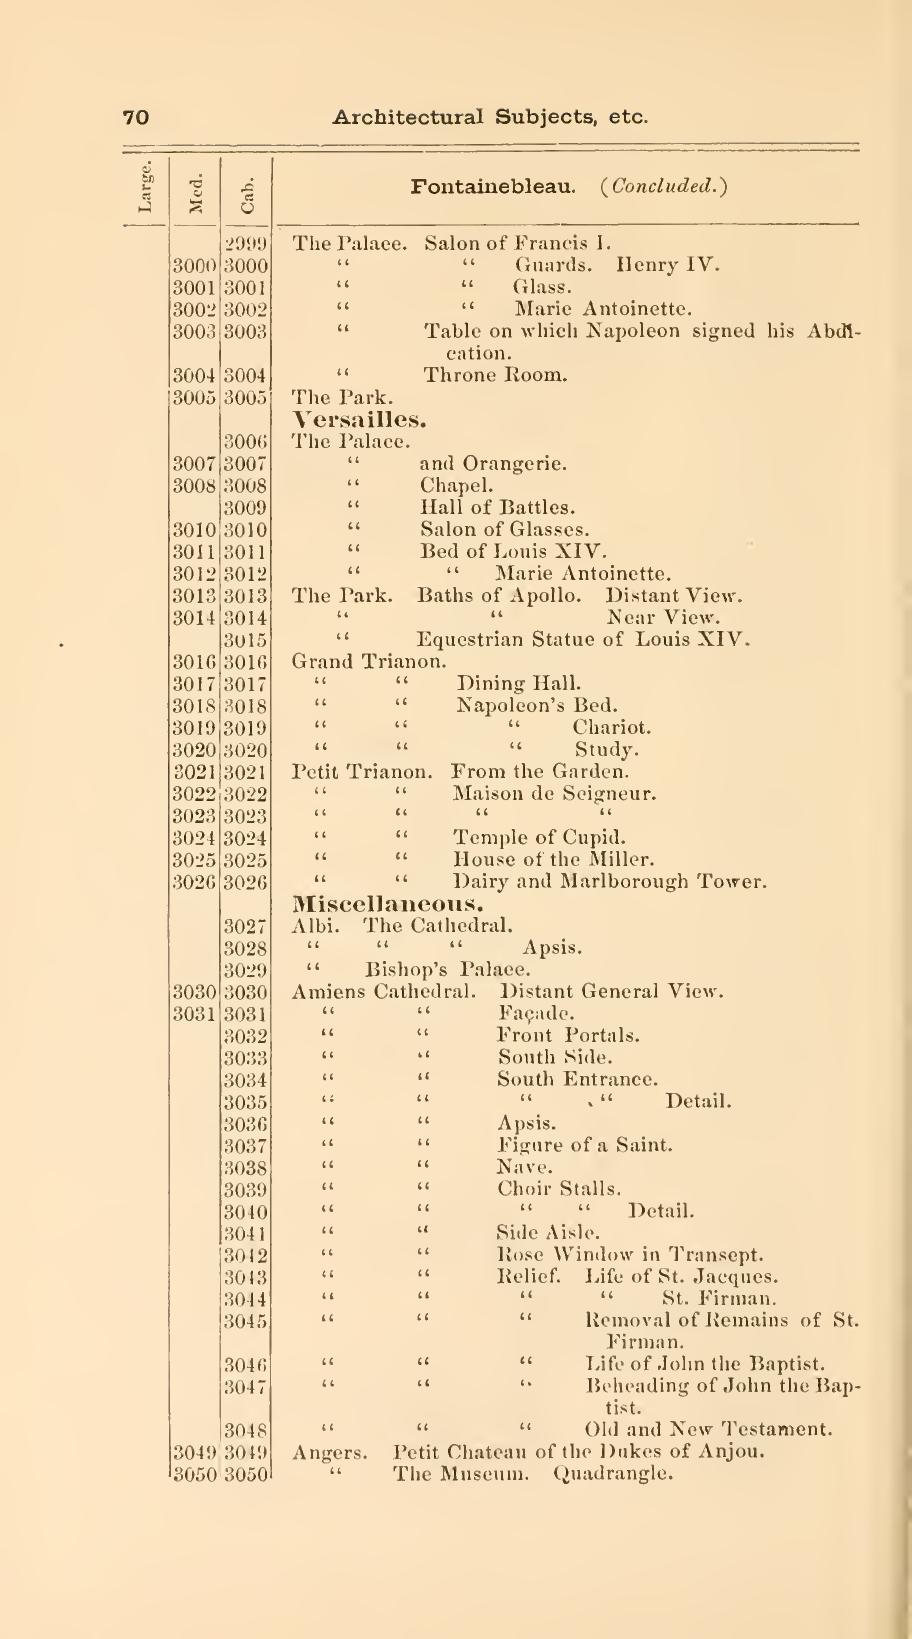 70 Architectural Subjects, etc.
Large. Med. Cab. Fontainebleau. (Concluded.)
2999 The Palace. Salon of Francis I.
3000 3000 “ “ Guards. Henry IV.
3001 3001 “ “ Glass.
3002 3002 “ “ Marie Antoinette.
3003 3003 “ Table on which Napoleon signed his Abdi-
cation.
3004 3004 “ Throne Room.
3005 3005 The Park.
Versailles.
3006 The Palace.
3007 3007 “ and Orangerie.
3008 3008 “ Chapel.
3009 “ Hall of Battles.
3010 3010 “ Salon of Glasses.
3011 3011 “ Bed of Louis XIV.
3012 3012 “ “ Marie Antoinette.
3013 3013 The Park. Baths of Apollo. Distant View.
3014 3014 “ “ Near View.
3015 “ Equestrian Statue of Louis XIV.
3016 3016 Grand Trianon.
3017 3017 “ “ Dining Hall.
3018 3018 “ “ Napoleon's Bed.
3019 3019 “ “ “ Chariot.
3020 3020 “ “ “ Study.
3021 3021 Petit Trianon. From the Garden.
3022 3022 “ “ Maison de Seigneur.
3023 3023 “ “ “ “
3024 3024 “ “ Temple of Cupid.
3025 3025 “ “ House of the Miller.
3026 3026 “ “ Dairy and Marlborough Tower.
Miscellaneous.
3027 Albi. The Cathedral.
3028 “ “ “ Apsis.
3029 “ Bishop's Palace.
3030 3030 Amiens Cathedral. Distant General View.
3031 3031 “ “ Façade.
3032 “ “ Front Portals.
3033 “ “ South Side.
3034 “ “ South Entrance.
3035 “ “ “ “ Detail.
3036 “ “ Apsis.
3037 “ “ Figure of a Saint.
3038 “ “ Nave.
3039 “ “ Choir Stalls.
3040 “ “ “ “ Detail.
3041 “ “ Side Aisle.
3042 “ “ Rose Window in Transept.
3043 “ “ Relief. Life of St. Jacques.
3044 “ “ “ “ St. Firman.
3045 “ “ “ Removal of Remains of St.
Firman.
3046 “ “ “ Life of John the Baptist.
3047 “ “ “ Beheading of John the Bap-
tist.
3048 “ “ “ Old and New Testament.
3049 3049 Angers. Petit Chateau of the Dukes of Anjou.
3050 3050 “ The Museum. Quadrangle.